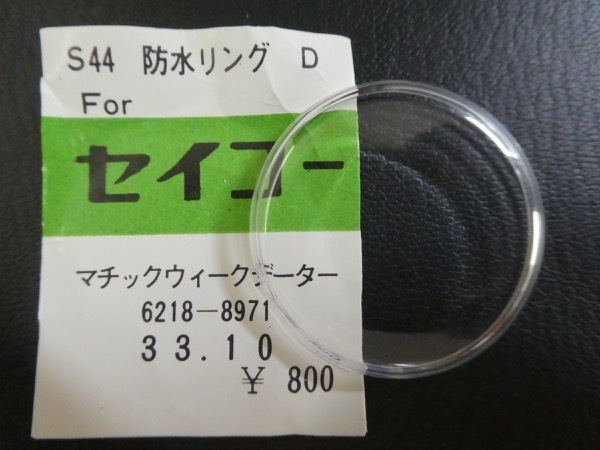 S44 防水リング D
For
セイコー
マチックウィークデーター
6218-8971
33.10
¥ 800